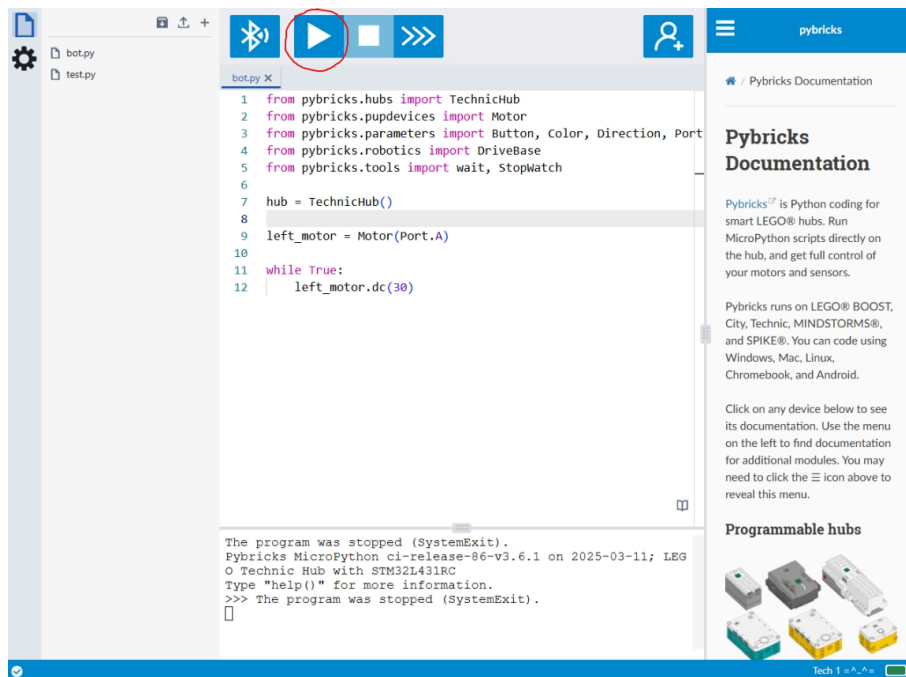 bot.py
test.py
bot.py ×
1 from pybricks.hubs import TechnicHub
2 from pybricks.pupdevices import Motor
3 from pybricks.parameters import Button, Color, Direction, Port
4 from pybricks.robotics import DriveBase
5 from pybricks.tools import wait, StopWatch
6
7 hub = TechnicHub()
8
9 left_motor = Motor(Port.A)
10
11 while True:
12     left_motor.dc(30)
The program was stopped (SystemExit).
Pybricks MicroPython ci-release-86-v3.6.1 on 2025-03-11; LEG
O Technic Hub with STM32L431RC
Type "help()" for more information.
>>> The program was stopped (SystemExit).
pybricks
/ Pybricks Documentation
Pybricks
Documentation
Pybricks is Python coding for
smart LEGO® hubs. Run
MicroPython scripts directly on
the hub, and get full control of
your motors and sensors.
Pybricks runs on LEGO® BOOST,
City, Technic, MINDSTORMS®,
and SPIKE®. You can code using
Windows, Mac, Linux,
Chromebook, and Android.
Click on any device below to see
its documentation. Use the menu
on the left to find documentation
for additional modules. You may
need to click the ☰ icon above to
reveal this menu.
Programmable hubs
Tech 1 =^_^=